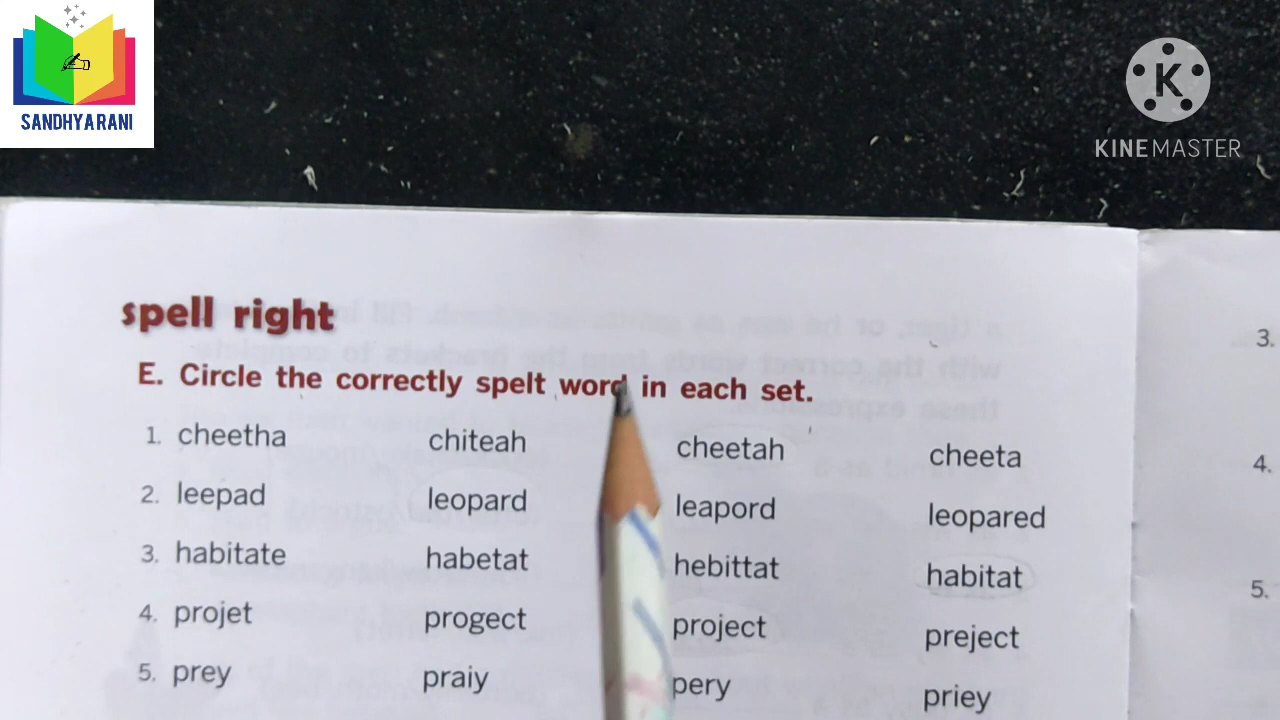 SANDHYARANI
K
KINEMASTER
spell right
E. Circle the correctly spelt word in each set.
1. cheetha chiteah cheetah cheeta
2. leepad leopard leapord leopared
3. habitate habetat hebittat habitat
4. projet progect project preject
5. prey praiy pery priey
3.
4.
5.